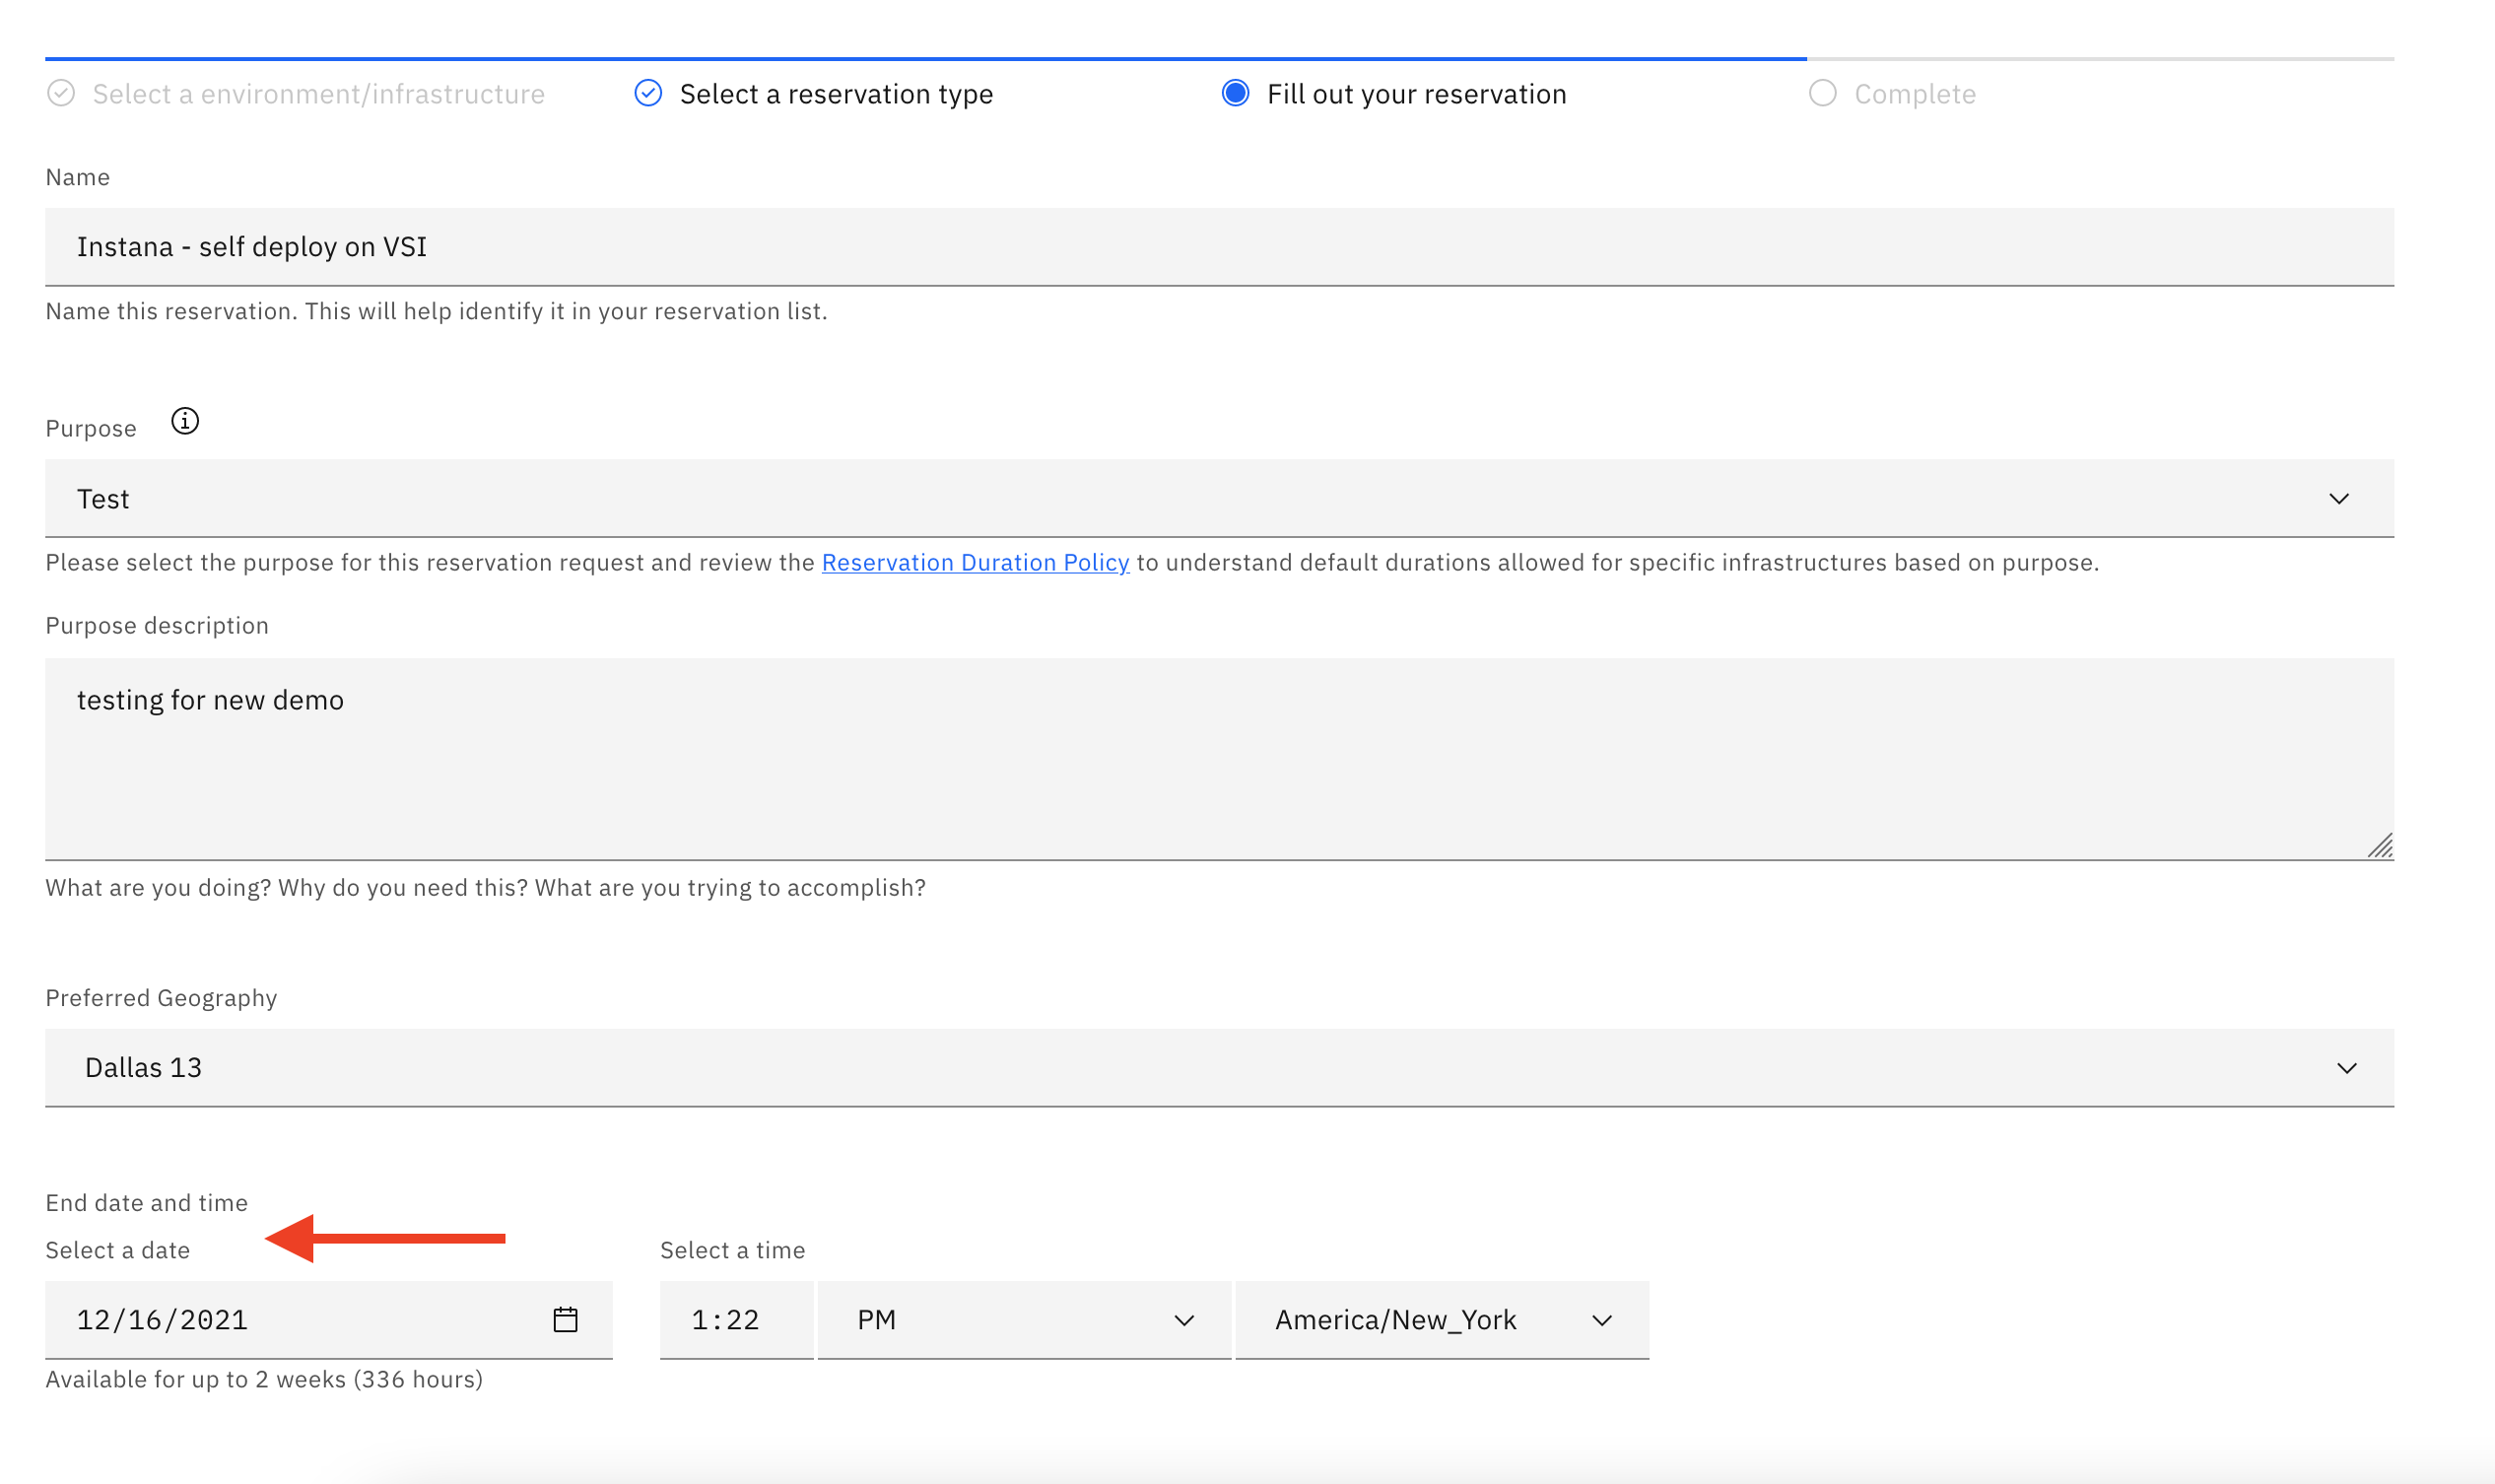 Select a environment/infrastructure
Select a reservation type
Fill out your reservation
Complete
Name
Instana - self deploy on VSI
Name this reservation. This will help identify it in your reservation list.
Purpose
Test
Please select the purpose for this reservation request and review the Reservation Duration Policy to understand default durations allowed for specific infrastructures based on purpose.
Purpose description
testing for new demo
What are you doing? Why do you need this? What are you trying to accomplish?
Preferred Geography
Dallas 13
End date and time
Select a date
Select a time
12/16/2021
1:22
PM
America/New_York
Available for up to 2 weeks (336 hours)